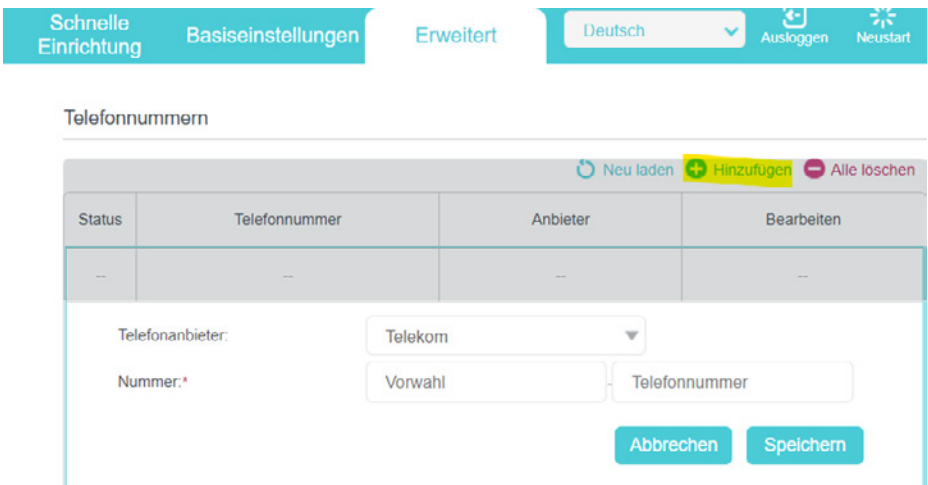 Schnelle
Einrichtung
Basiseinstellungen
Erweitert
Deutsch
Ausloggen
Neustart
Telefonnummern
Neu laden Hinzufügen Alle löschen
Status Telefonnummer Anbieter Bearbeiten
-- -- -- --
Telefonanbieter: Telekom
Nummer:* Vorwahl - Telefonnummer
Abbrechen Speichern